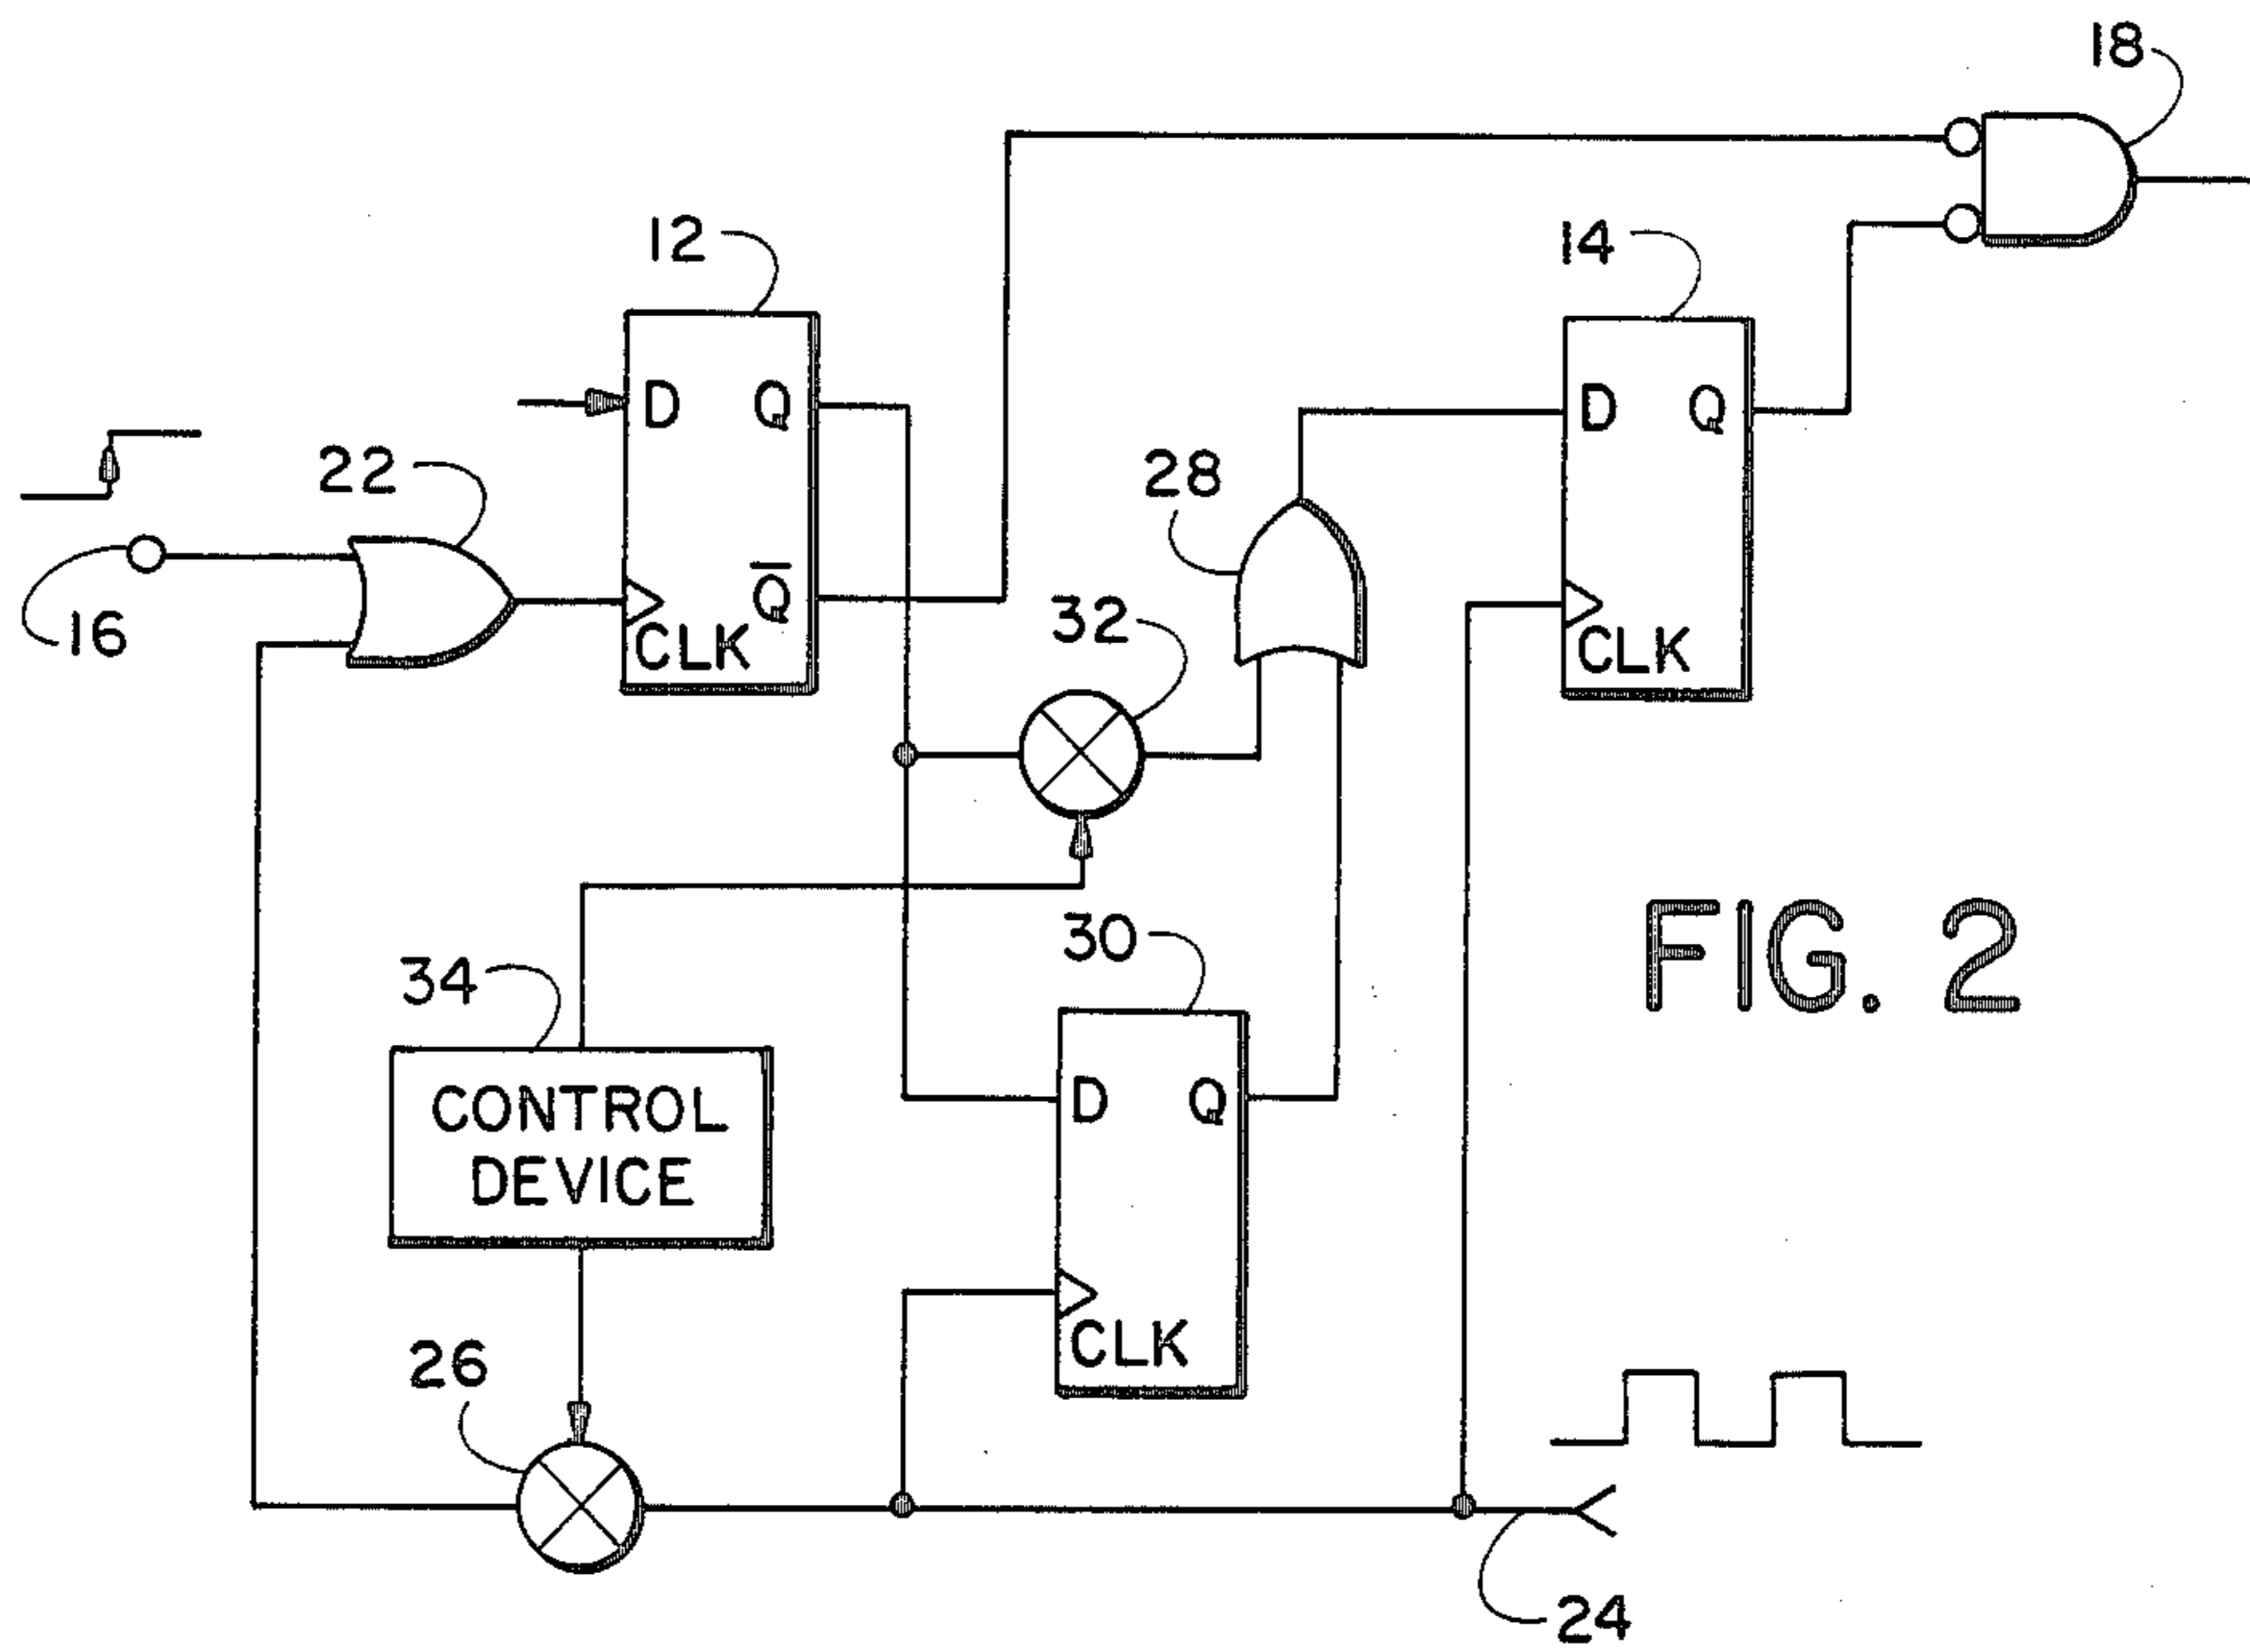 18
12
14
D Q
D Q
22
28
Q̅
16
32
CLK
CLK
30
FIG. 2
34
CONTROL
DEVICE
D Q
26
CLK
24